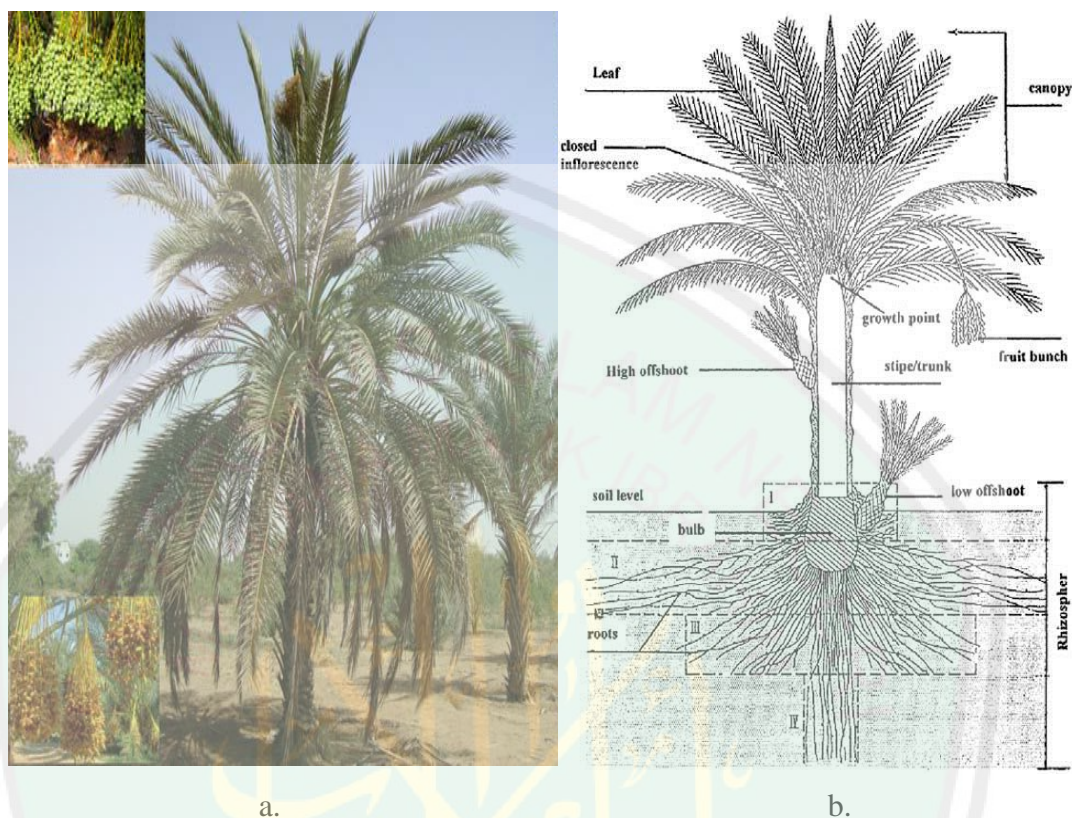 Leaf
canopy
closed
inflorescence
growth point
fruit bunch
High offshoot
stipe/trunk
I
soil level
low offshoot
bulb
II
roots
III
Rhizospher
IV
a.
b.